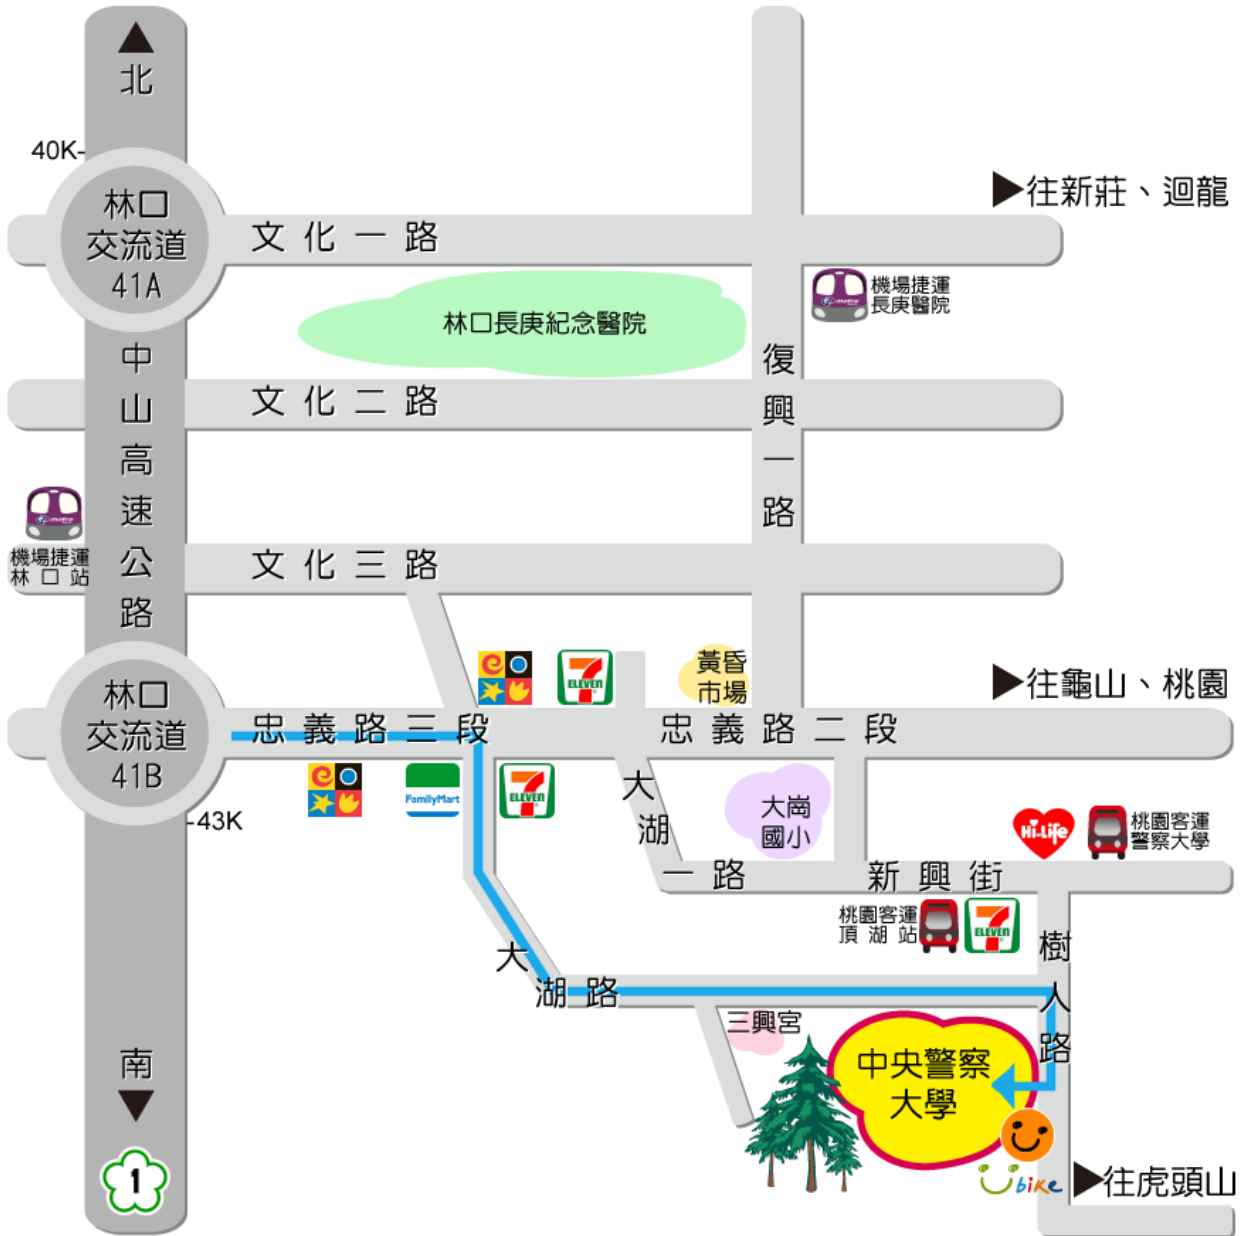 北
40K-
林口
交流道
41A
文化一路
往新莊、迴龍
機場捷運
長庚醫院
林口長庚紀念醫院
復興一路
中山高速公路
文化二路
機場捷運
林口站
文化三路
林口
交流道
41B
-43K
忠義路三段
7
ELEVEN
黃昏
市場
忠義路二段
往龜山、桃園
FamilyMart
7
ELEVEN
大湖一路
大崗
國小
新興街
Hi-Life
桃園客運
警察大學
桃園客運
頂湖站
7
ELEVEN
樹人路
大湖路
三興宮
中央警察
大學
Ubike
往虎頭山
南
1